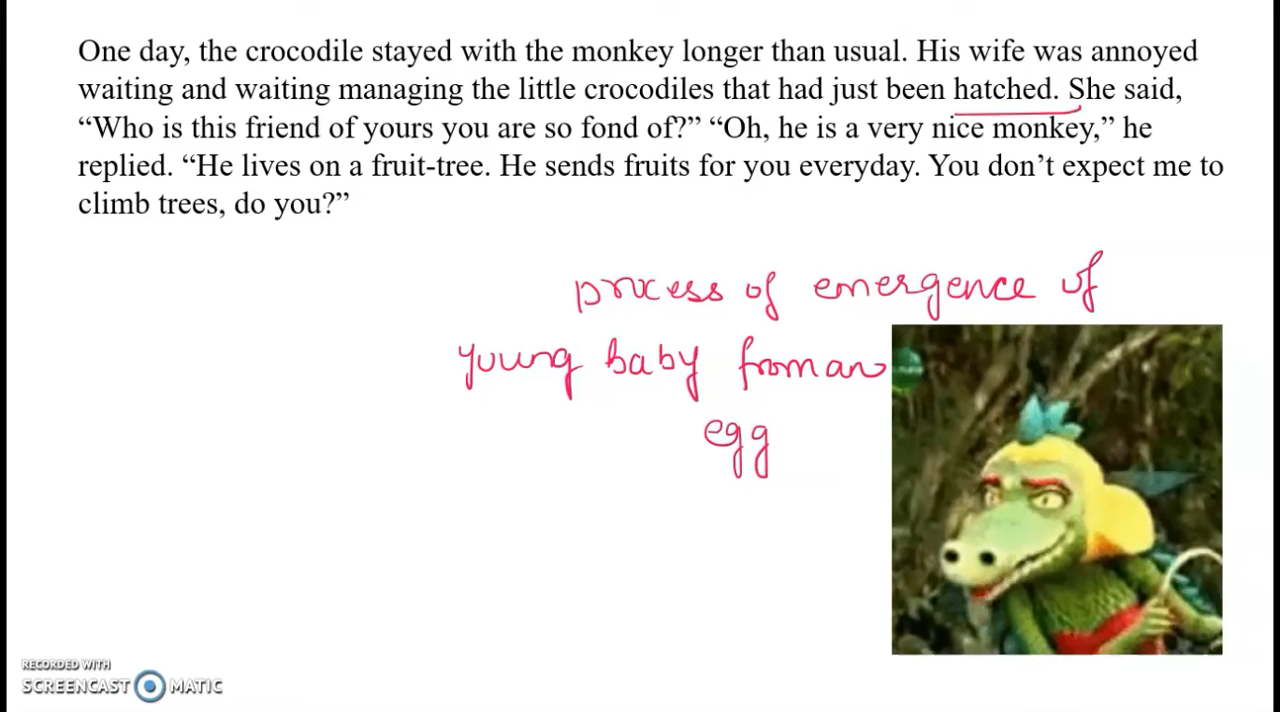 One day, the crocodile stayed with the monkey longer than usual. His wife was annoyed
waiting and waiting managing the little crocodiles that had just been hatched. She said,
“Who is this friend of yours you are so fond of?” “Oh, he is a very nice monkey,” he
replied. “He lives on a fruit-tree. He sends fruits for you everyday. You don’t expect me to
climb trees, do you?”
process of emergence of
young baby from an
egg
RECORDED WITH
SCREENCAST MATIC